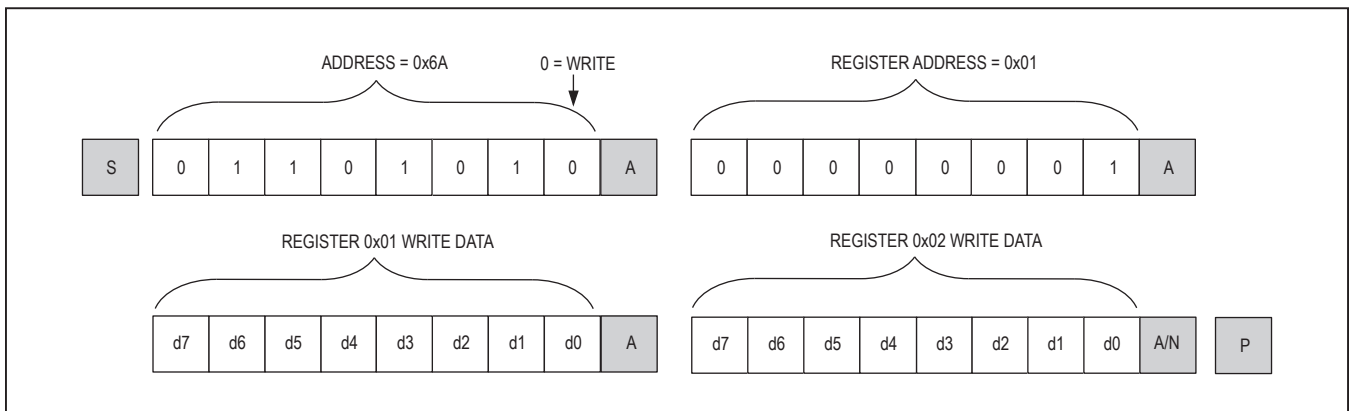 ADDRESS = 0x6A 0 = WRITE REGISTER ADDRESS = 0x01
S 0 1 1 0 1 0 1 0 A 0 0 0 0 0 0 0 1 A
REGISTER 0x01 WRITE DATA REGISTER 0x02 WRITE DATA
d7 d6 d5 d4 d3 d2 d1 d0 A d7 d6 d5 d4 d3 d2 d1 d0 A/N P